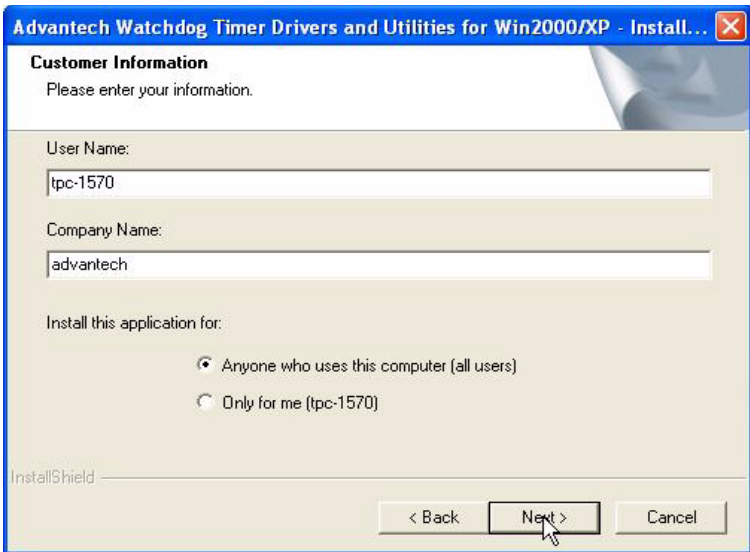 Advantech Watchdog Timer Drivers and Utilities for Win2000/XP - Install...
Customer Information
Please enter your information.
User Name:
tpc-1570
Company Name:
advantech
Install this application for:
Anyone who uses this computer (all users)
Only for me (tpc-1570)
InstallShield
< Back Next > Cancel